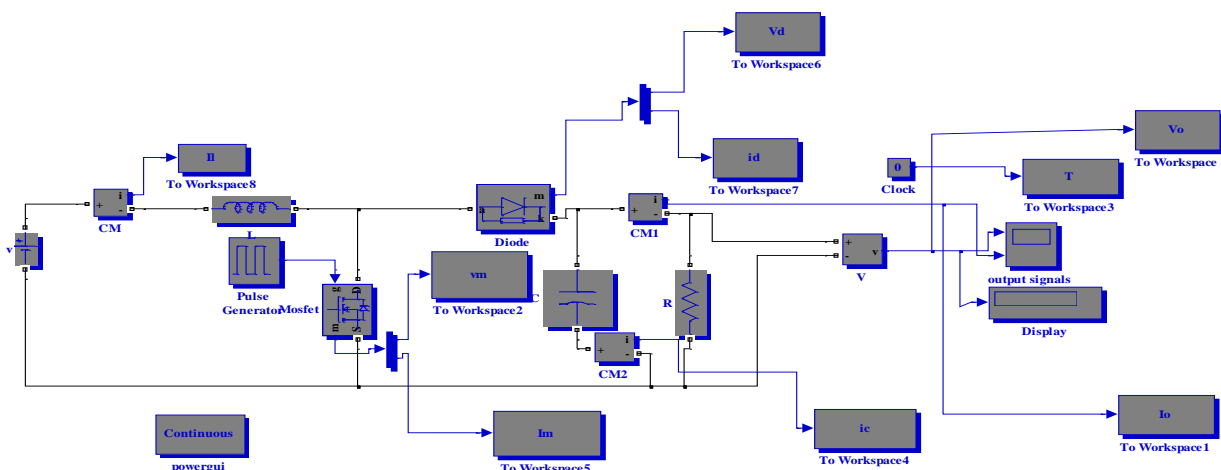 Vd
To Workspace6
Vo
To Workspace
Il
To Workspace8
id
To Workspace7
0
Clock
T
To Workspace3
i
+
-
CM
L
a
m
k
Diode
i
+
-
CM1
+
-
v
V
output signals
v
+
Pulse
Generator
Mosfet
g
D
m
S
vm
To Workspace2
C
R
Display
i
+
-
CM2
Continuous
powergui
Im
To Workspace5
ic
To Workspace4
Io
To Workspace1